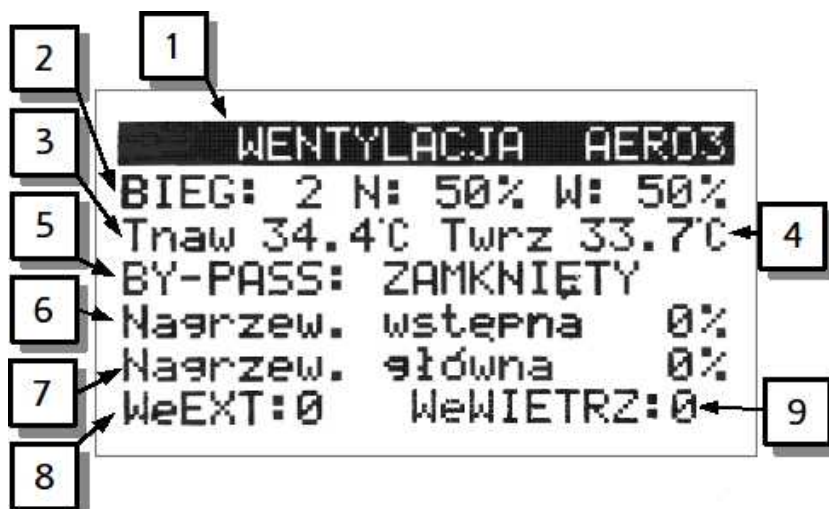 1
2
3
4
5
6
7
8
9
WENTYLACJA AERO3
BIEG: 2 N: 50% W: 50%
Tnaw 34.4°C Twrz 33.7°C
BY-PASS: ZAMKNIĘTY
Nagrzew. wstępna 0%
Nagrzew. główna 0%
WeEXT:0 WeWIETRZ:0